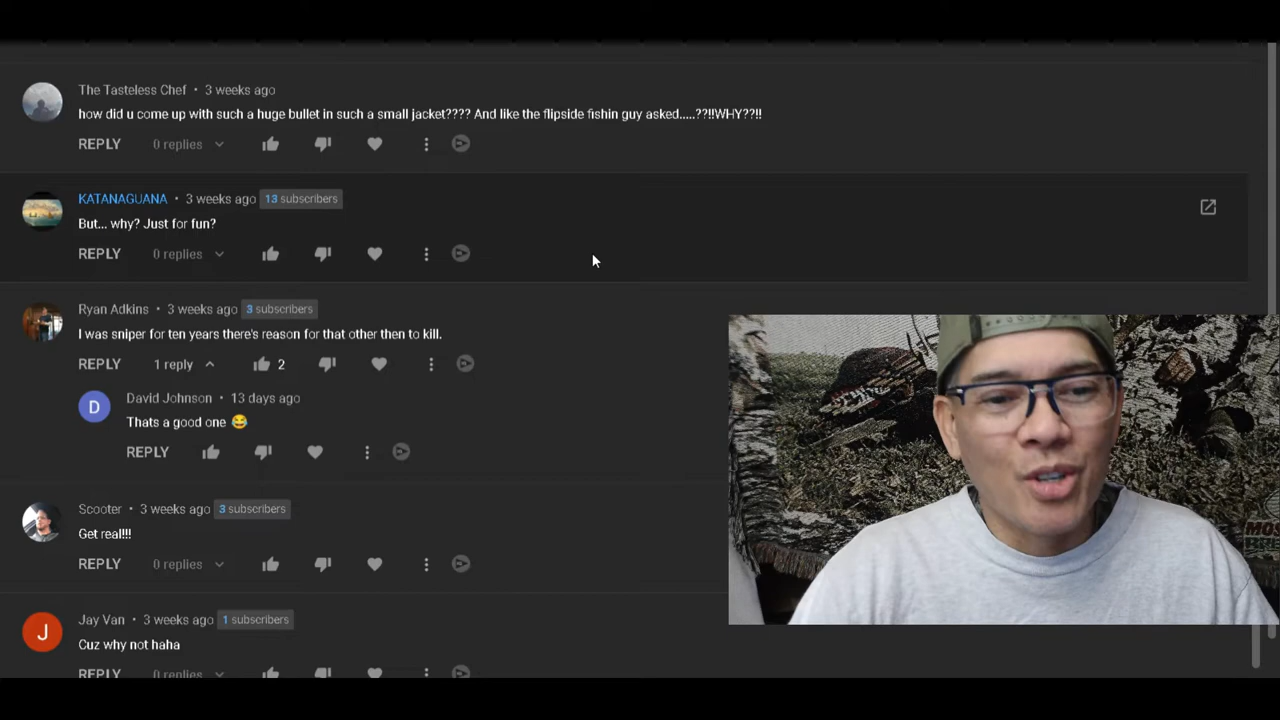 The Tasteless Chef • 3 weeks ago
how did u come up with such a huge bullet in such a small jacket???? And like the flipside fishin guy asked.....??!!WHY??!!
REPLY 0 replies
KATANAGUANA • 3 weeks ago 13 subscribers
But... why? Just for fun?
REPLY 0 replies
Ryan Adkins • 3 weeks ago 3 subscribers
I was sniper for ten years there's reason for that other then to kill.
REPLY 1 reply 2
D David Johnson • 13 days ago
Thats a good one 😂
REPLY
Scooter • 3 weeks ago 3 subscribers
Get real!!!
REPLY 0 replies
J Jay Van • 3 weeks ago 1 subscribers
Cuz why not haha
REPLY 0 replies